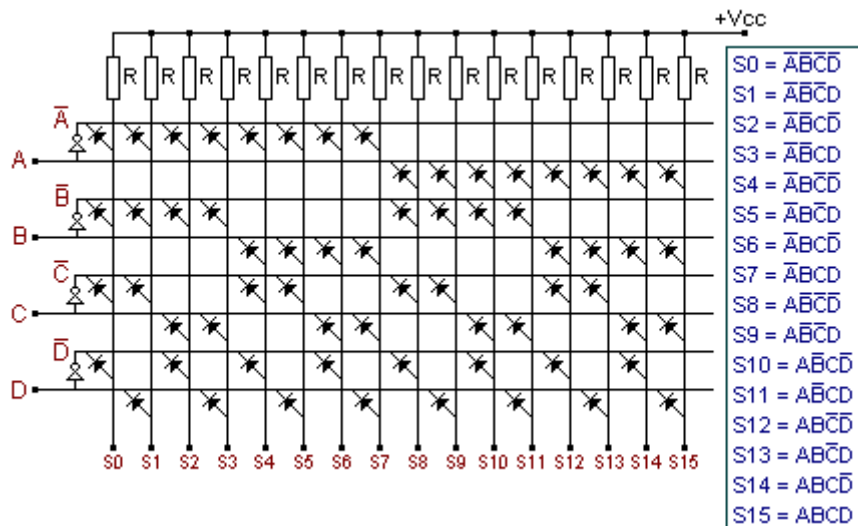 +Vcc
R R R R R R R R R R R R R R R R
A̅
A
B̅
B
C̅
C
D̅
D
S0 S1 S2 S3 S4 S5 S6 S7 S8 S9 S10 S11 S12 S13 S14 S15
S0 = A̅B̅C̅D̅
S1 = A̅B̅C̅D
S2 = A̅B̅CD̅
S3 = A̅B̅CD
S4 = A̅BC̅D̅
S5 = A̅BC̅D
S6 = A̅BCD̅
S7 = A̅BCD
S8 = AB̅C̅D̅
S9 = AB̅C̅D
S10 = AB̅CD̅
S11 = AB̅CD
S12 = ABC̅D̅
S13 = ABC̅D
S14 = ABCD̅
S15 = ABCD